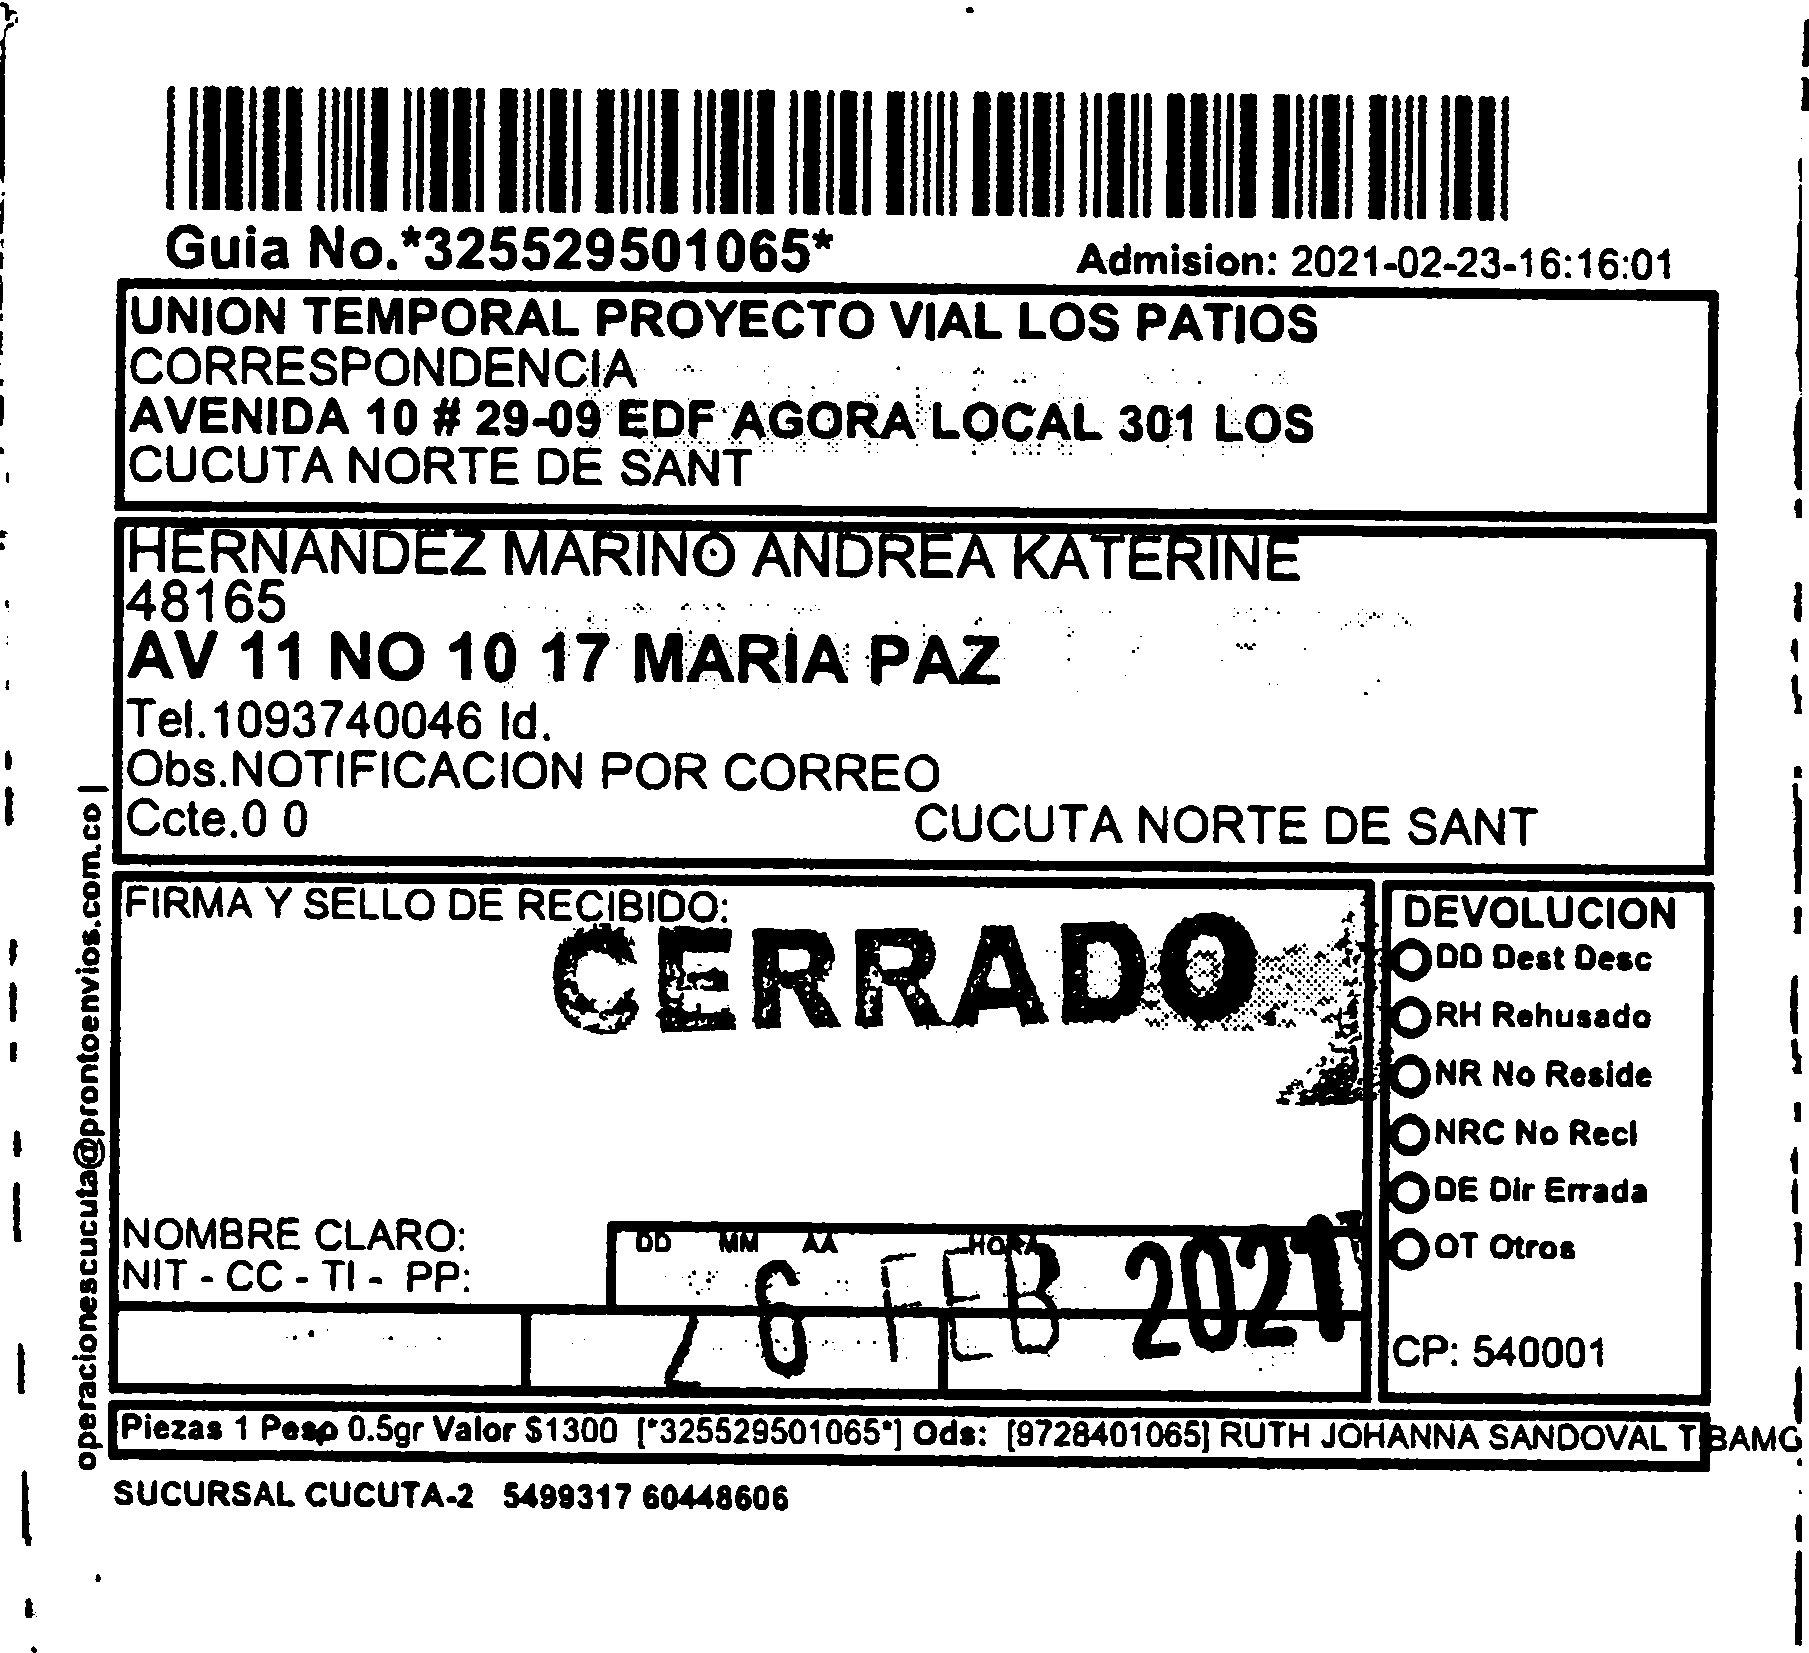 Guia No.*325529501065*
Admision: 2021-02-23-16:16:01
UNION TEMPORAL PROYECTO VIAL LOS PATIOS
CORRESPONDENCIA
AVENIDA 10 # 29-09 EDF AGORA LOCAL 301 LOS
CUCUTA NORTE DE SANT
HERNANDEZ MARINO ANDREA KATERINE
48165
AV 11 NO 10 17 MARIA PAZ
Tel.1093740046 Id.
Obs.NOTIFICACION POR CORREO
Ccte.0 0
CUCUTA NORTE DE SANT
FIRMA Y SELLO DE RECIBIDO:
CERRADO
NOMBRE CLARO:
NIT - CC - TI - PP:
DD MM AA HORA
26 FEB 2021
DEVOLUCION
DD Dest Desc
RH Rehusado
NR No Reside
NRC No Recl
DE Dir Errada
OT Otros
CP: 540001
operacionescucuta@prontoenvios.com.co |
Piezas 1 Peso 0.5gr Valor $1300 [*325529501065*] Ods: [9728401065] RUTH JOHANNA SANDOVAL TIBAMO
SUCURSAL CUCUTA-2 5499317 60448606